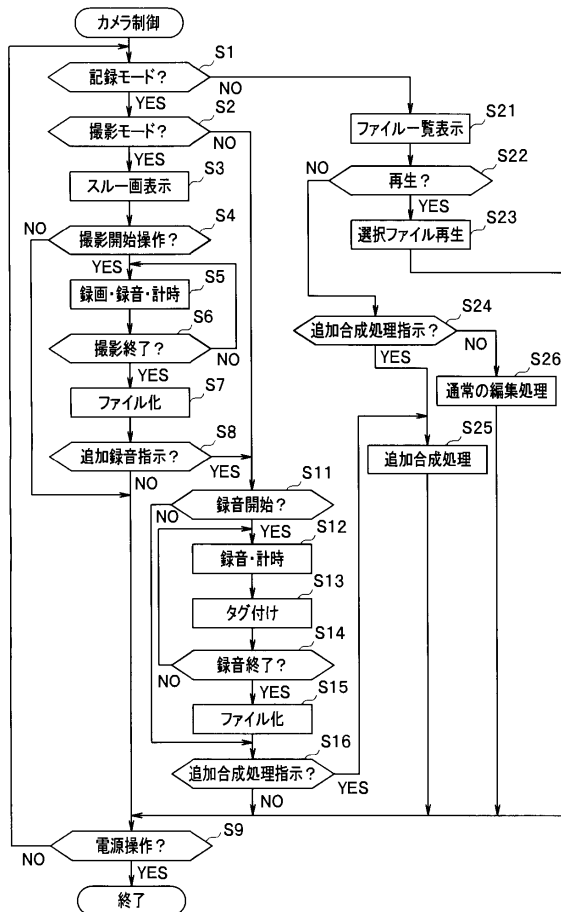 カメラ制御
S1
記録モード?
NO
YES
S2
撮影モード?
NO
YES
S3
スルー画表示
S4
NO
撮影開始操作?
YES
S5
録画・録音・計時
S6
撮影終了?
NO
YES
S7
ファイル化
S8
追加録音指示?
YES
NO
S11
録音開始?
NO
YES
S12
録音・計時
S13
タグ付け
S14
録音終了?
NO
YES
S15
ファイル化
S16
追加合成処理指示?
YES
NO
S21
ファイル一覧表示
S22
NO
再生?
YES
S23
選択ファイル再生
S24
追加合成処理指示?
NO
YES
S26
通常の編集処理
S25
追加合成処理
S9
電源操作?
NO
YES
終了